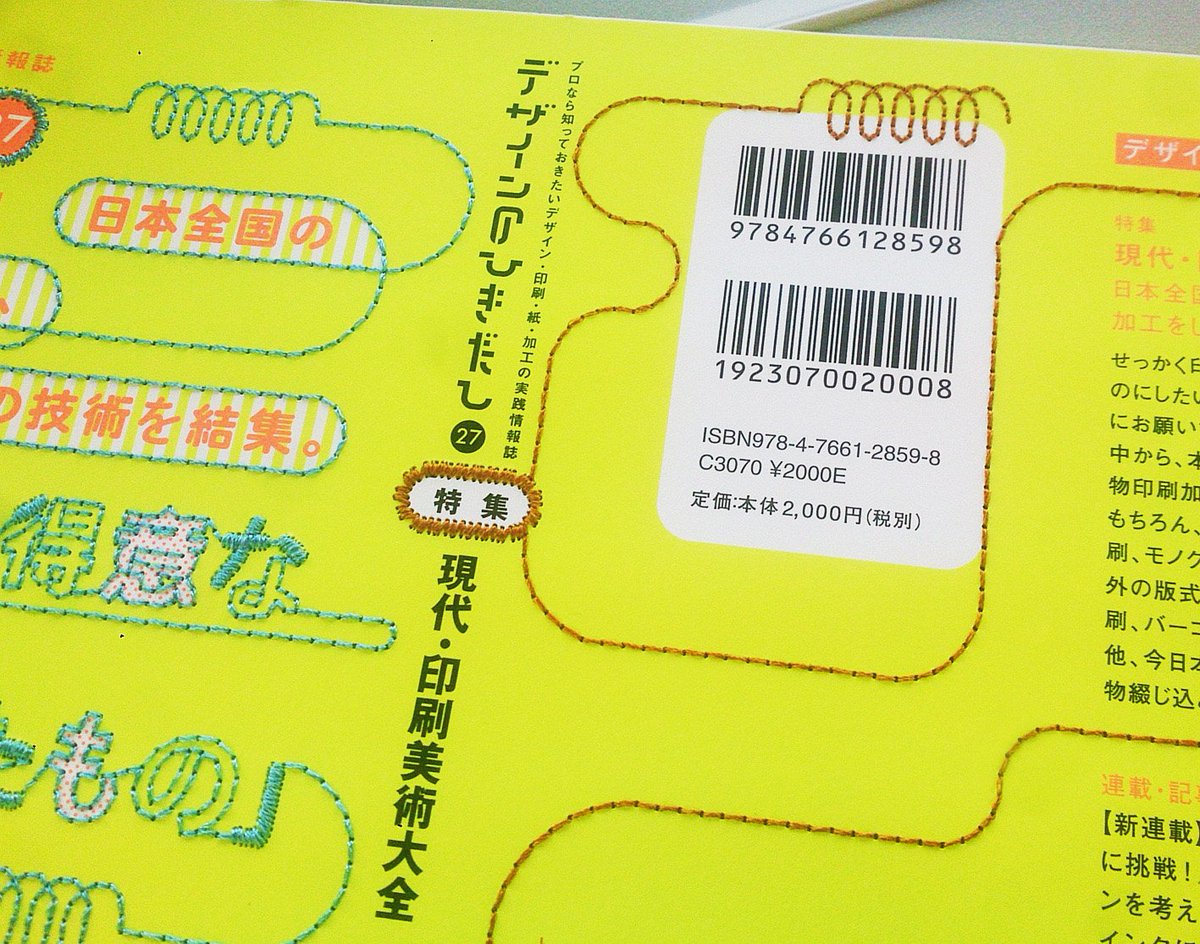 報誌
27
日本全国の
の技術を結集。
得意な
もの」
プロなら知っておきたいデザイン・印刷・紙・加工の実践情報誌
デザインのひきだし
27
特集
現代・印刷美術大全
9784766128598
1923070020008
ISBN978-4-7661-2859-8
C3070 ¥2000E
定価:本体2,000円(税別)
デザイ
特集
現代・
日本全国
加工を
せっかく印
のにしたい
にお願い
中から、本
物印刷加
もちろん、
刷、モノク
外の版式
刷、バーコ
他、今日本
物綴じ込
連載・記事
【新連載】
に挑戦!
ンを考え